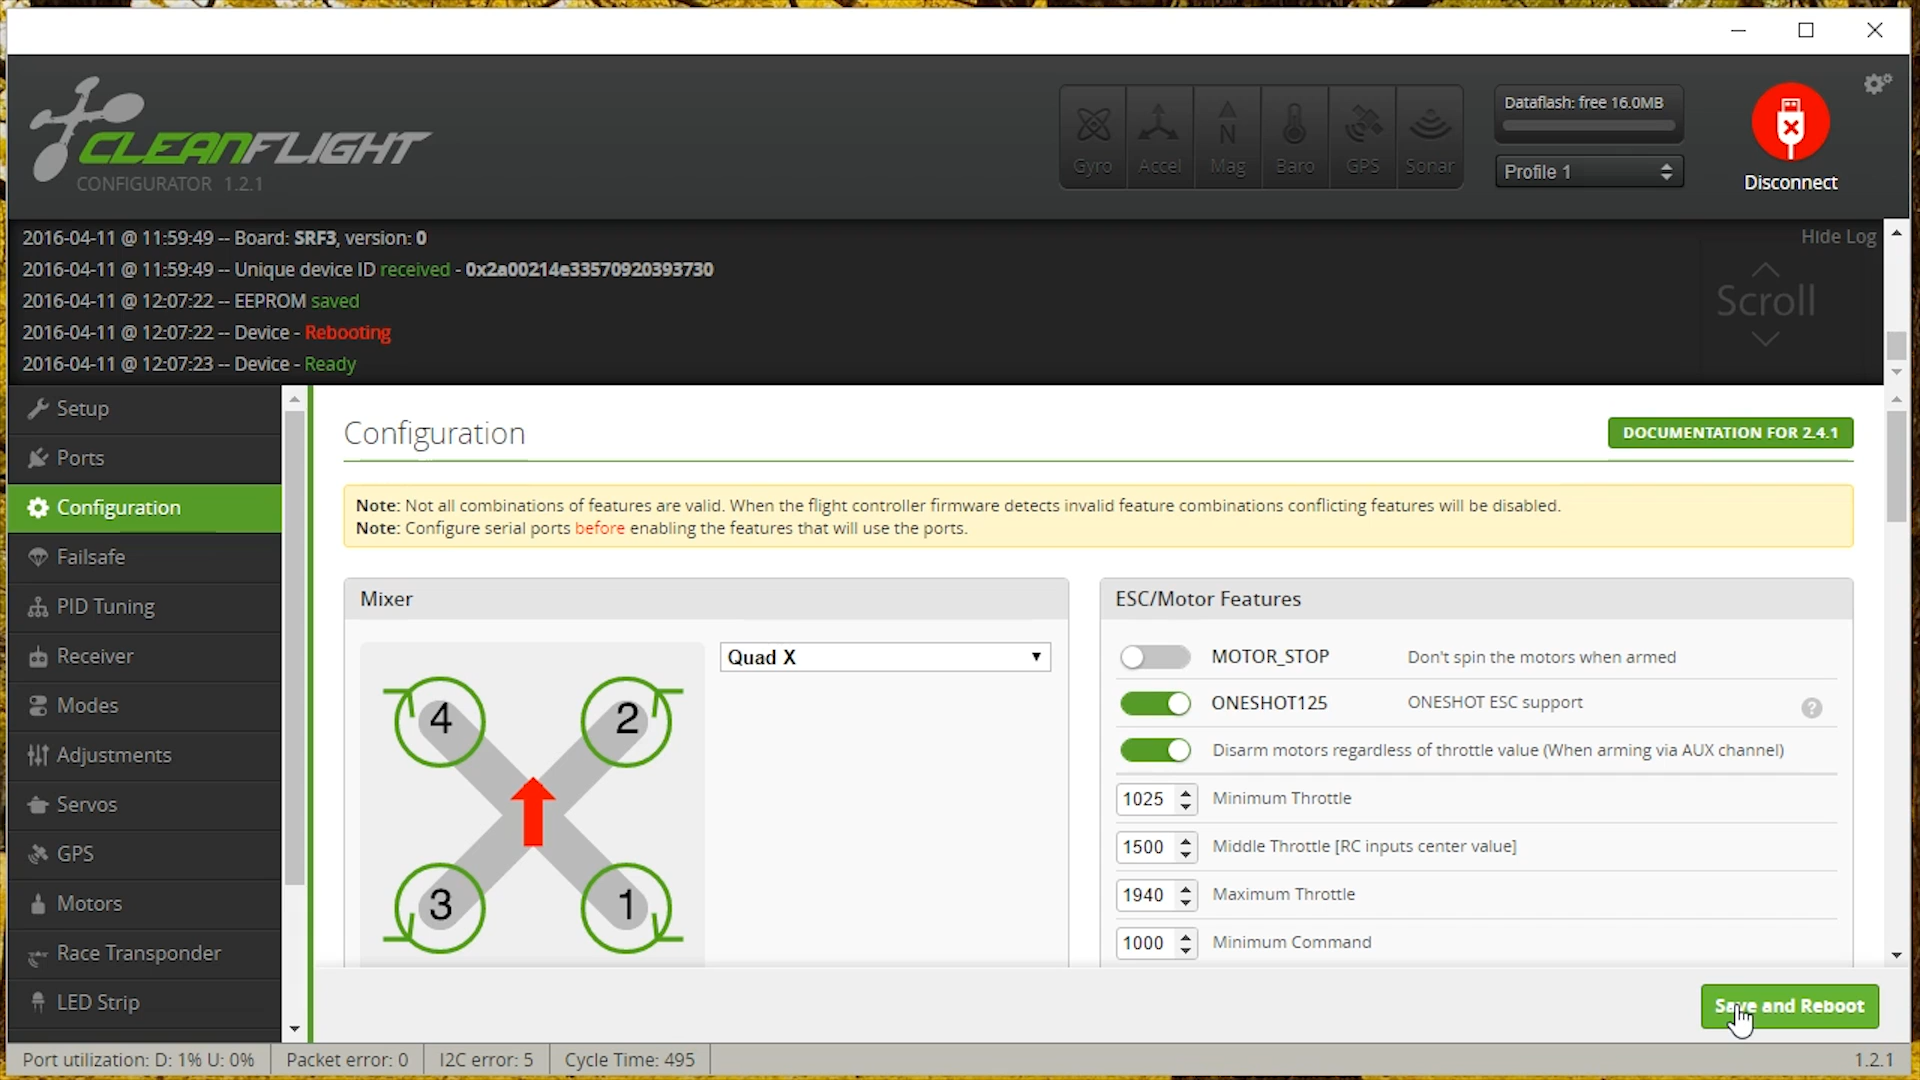 CLEANFLIGHT
CONFIGURATOR 1.2.1
Gyro
Accel
Mag
Baro
GPS
Sonar
Dataflash: free 16.0MB
Profile 1
Disconnect
2016-04-11 @ 11:59:49 -- Board: SRF3, version: 0
2016-04-11 @ 11:59:49 -- Unique device ID received - 0x2a00214e33570920393730
2016-04-11 @ 12:07:22 -- EEPROM saved
2016-04-11 @ 12:07:22 -- Device - Rebooting
2016-04-11 @ 12:07:23 -- Device - Ready
Hide Log
Scroll
Setup
Ports
Configuration
Failsafe
PID Tuning
Receiver
Modes
Adjustments
Servos
GPS
Motors
Race Transponder
LED Strip
Configuration
DOCUMENTATION FOR 2.4.1
Note: Not all combinations of features are valid. When the flight controller firmware detects invalid feature combinations conflicting features will be disabled.
Note: Configure serial ports before enabling the features that will use the ports.
Mixer
Quad X
4
2
3
1
N
ESC/Motor Features
MOTOR_STOP Don't spin the motors when armed
ONESHOT125 ONESHOT ESC support ?
Disarm motors regardless of throttle value (When arming via AUX channel)
1025 Minimum Throttle
1500 Middle Throttle [RC inputs center value]
1940 Maximum Throttle
1000 Minimum Command
Save and Reboot
Port utilization: D: 1% U: 0%
Packet error: 0
I2C error: 5
Cycle Time: 495
1.2.1